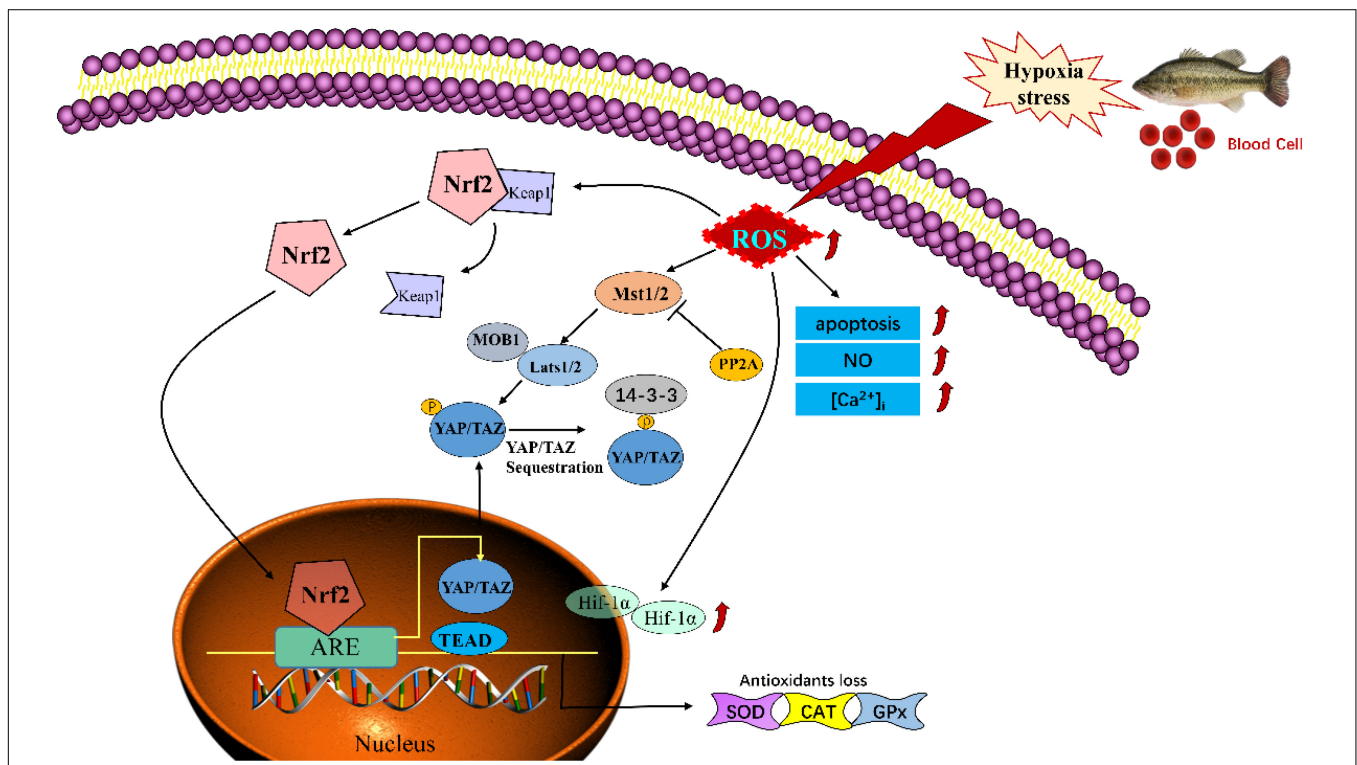 Hypoxia
stress
Blood Cell
Nrf2
Keap1
ROS
Nrf2
Keap1
Mst1/2
apoptosis
MOB1
NO
Lats1/2
PP2A
14-3-3
[Ca²⁺]ᵢ
P
YAP/TAZ
p
YAP/TAZ
Sequestration
YAP/TAZ
Nrf2
YAP/TAZ
Hif-1α
Hif-1α
ARE
TEAD
Antioxidants loss
SOD
CAT
GPx
Nucleus